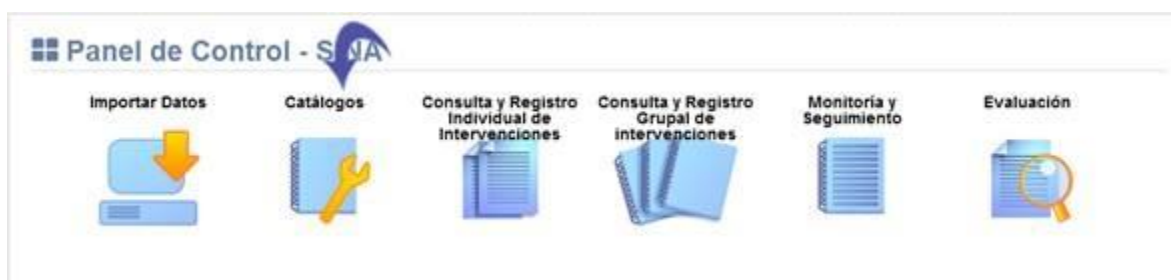 Panel de Control - S NA
Importar Datos
Catálogos
Consulta y Registro
Individual de
Intervenciones
Consulta y Registro
Grupal de
intervenciones
Monitoría y
Seguimiento
Evaluación